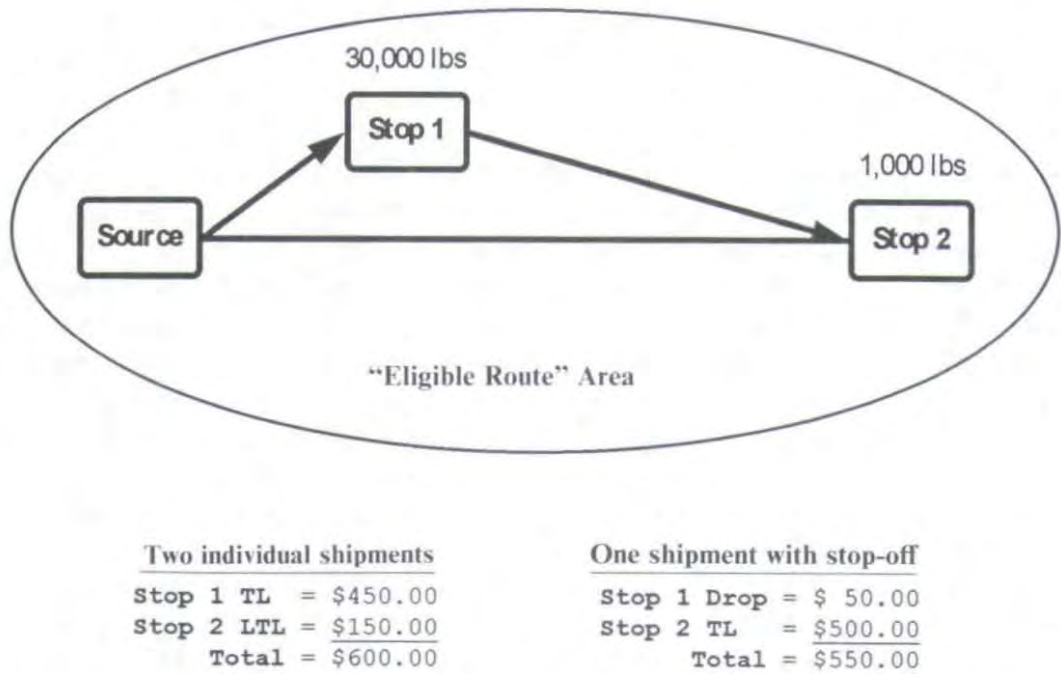 30,000 lbs
Stop 1
1,000 lbs
Source
Stop 2
“Eligible Route” Area
Two individual shipments
Stop 1 TL = $450.00
Stop 2 LTL = $150.00
Total = $600.00
One shipment with stop-off
Stop 1 Drop = $ 50.00
Stop 2 TL = $500.00
Total = $550.00